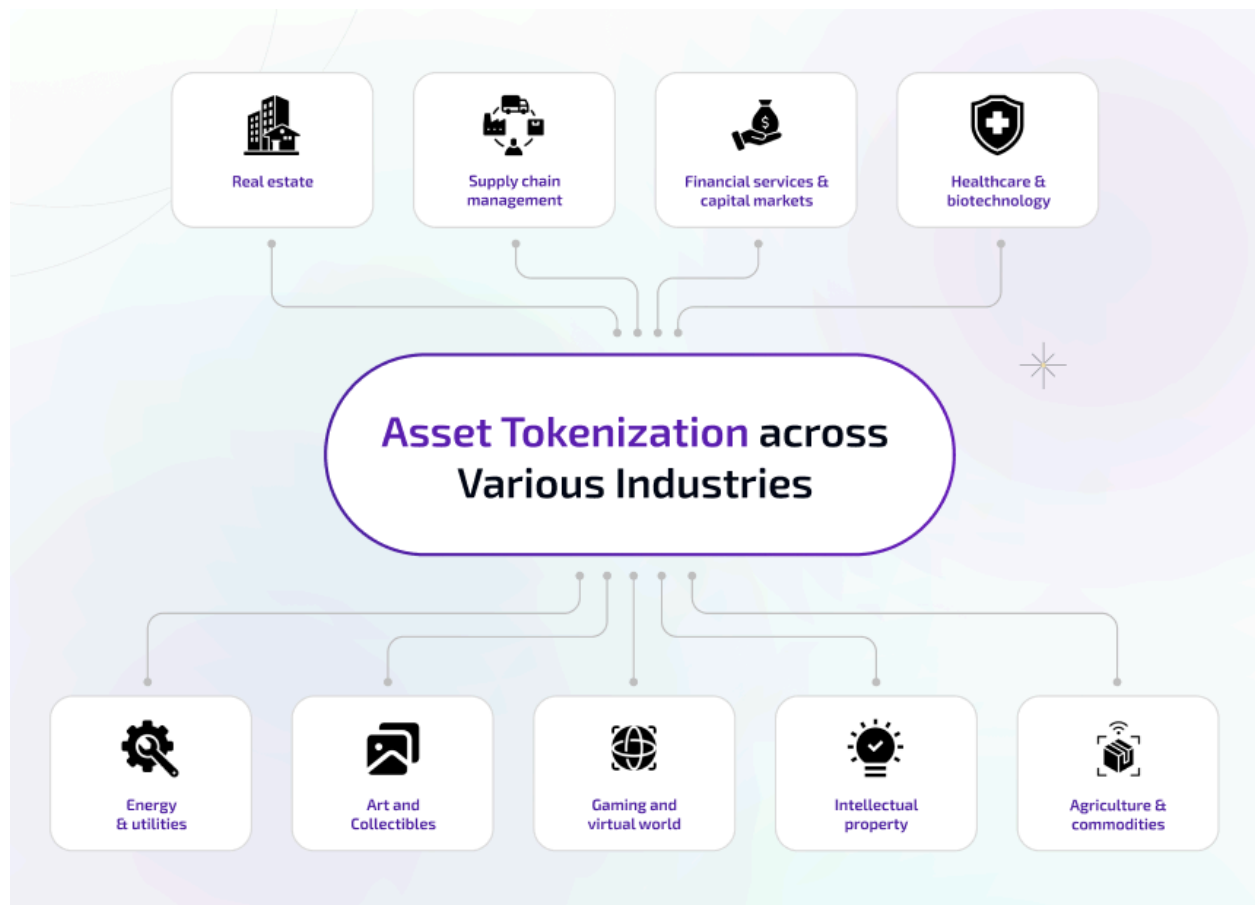 Real estate
Supply chain
management
Financial services &
capital markets
Healthcare &
biotechnology
Asset Tokenization across
Various Industries
Energy
& utilities
Art and
Collectibles
Gaming and
virtual world
Intellectual
property
Agriculture &
commodities